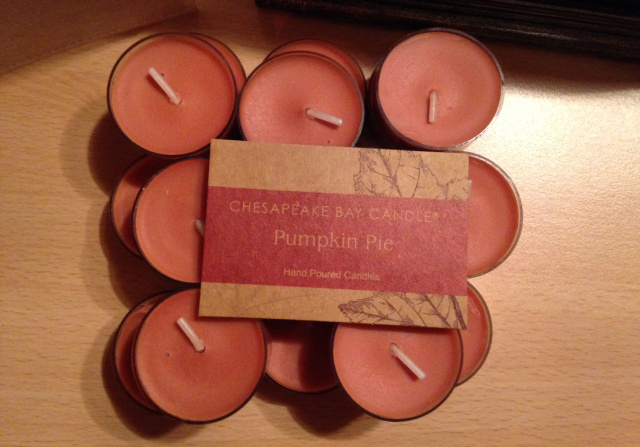 CHESAPEAKE BAY CANDLE®
Pumpkin Pie
Hand Poured Candles